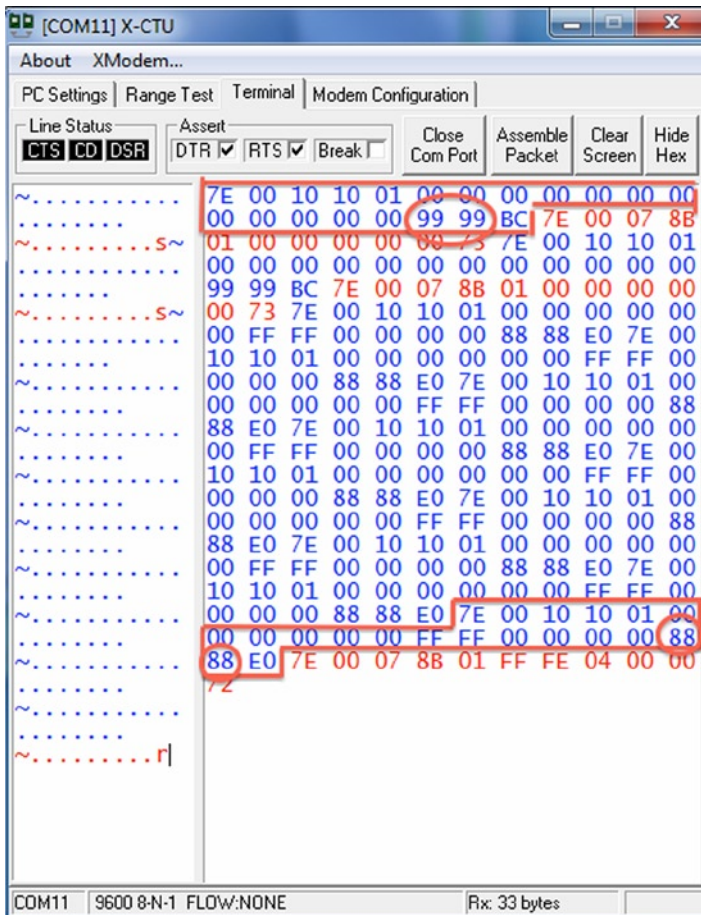 [COM11] X-CTU
About XModem...
PC Settings Range Test Terminal Modem Configuration
Line Status Assert
CTS CD DSR DTR RTS Break
Close Com Port
Assemble Packet
Clear Screen
Hide Hex
~........... 7E 00 10 10 01 00 00 00 00 00 00 00
........ 00 00 00 00 00 99 99 BC 7E 00 07 8B
~.........s~ 01 00 00 00 00 00 73 7E 00 10 10 01
............ 00 00 00 00 00 00 00 00 00 00 00 00
....... 99 99 BC 7E 00 07 8B 01 00 00 00 00
~.........s~ 00 73 7E 00 10 10 01 00 00 00 00 00
............ 00 FF FF 00 00 00 00 88 88 E0 7E 00
....... 10 10 01 00 00 00 00 00 00 FF FF 00
~........... 00 00 00 88 88 E0 7E 00 10 10 01 00
........ 00 00 00 00 00 FF FF 00 00 00 00 88
~........... 88 E0 7E 00 10 10 01 00 00 00 00 00
........ 00 FF FF 00 00 00 00 88 88 E0 7E 00
~........... 10 10 01 00 00 00 00 00 00 FF FF 00
........ 00 00 00 88 88 E0 7E 00 10 10 01 00
~........... 00 00 00 00 00 FF FF 00 00 00 00 88
........ 88 E0 7E 00 10 10 01 00 00 00 00 00
~........... 00 FF FF 00 00 00 00 88 88 E0 7E 00
........ 10 10 01 00 00 00 00 00 00 FF FF 00
~........... 00 00 00 88 88 E0 7E 00 10 10 01 00
........ 00 00 00 00 00 FF FF 00 00 00 00 88
~........... 88 E0 7E 00 07 8B 01 FF FE 04 00 00
........ 72
~...........
........
~.........r
COM11 9600 8-N-1 FLOW:NONE Rx: 33 bytes